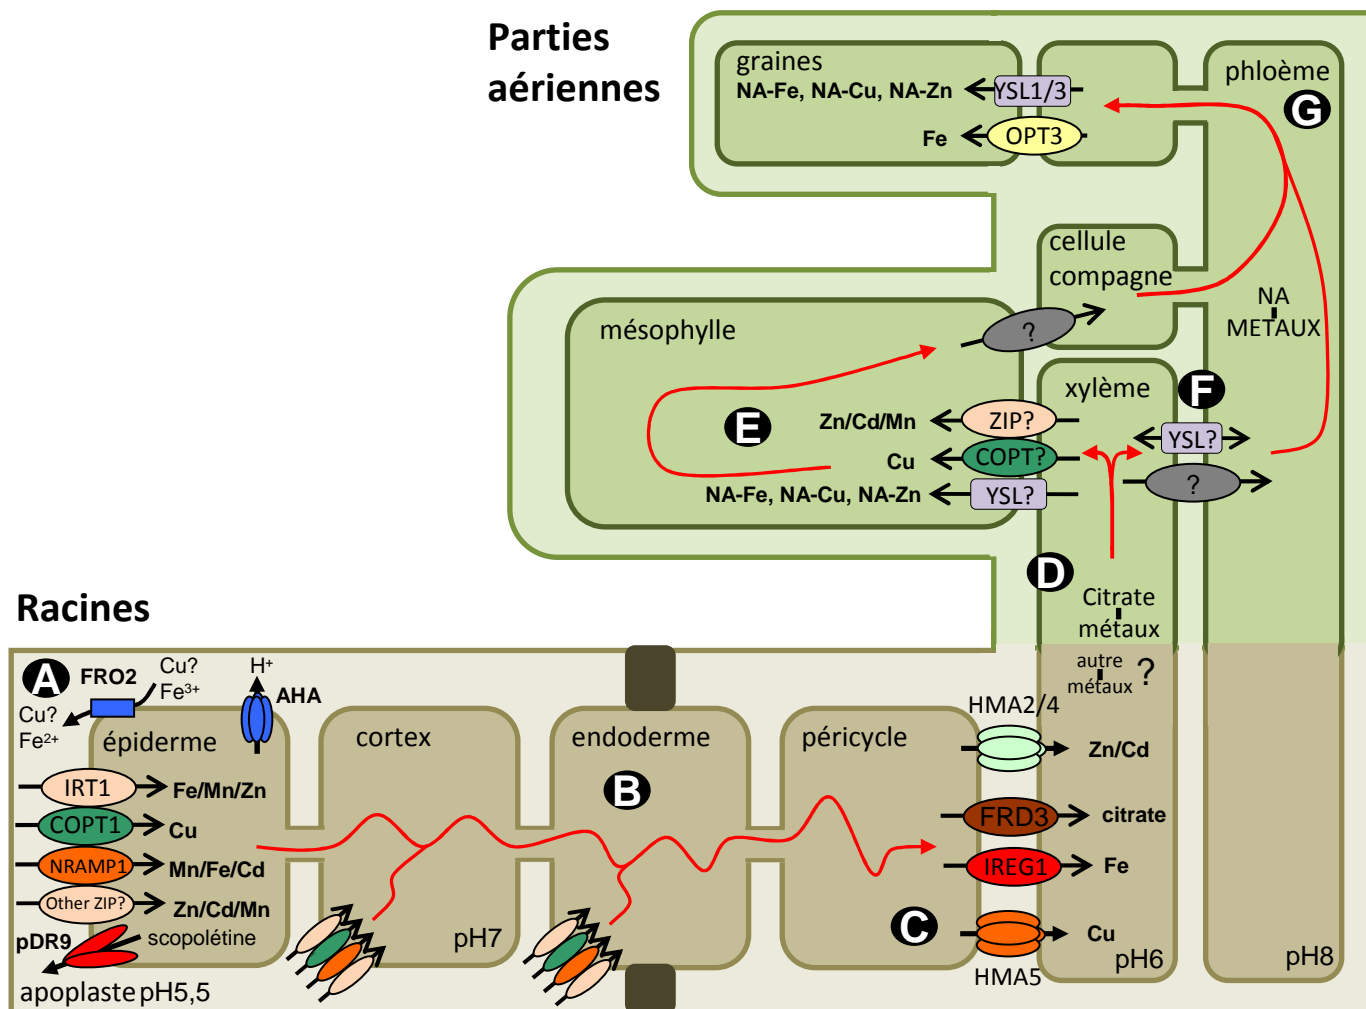 Parties
aériennes
graines
NA-Fe, NA-Cu, NA-Zn
YSL1/3
Fe
OPT3
phloème
G
cellule
compagne
NA
METAUX
mésophylle
?
xylème
F
E
Zn/Cd/Mn
ZIP?
YSL?
Cu
COPT?
?
NA-Fe, NA-Cu, NA-Zn
YSL?
D
Citrate
métaux
autre
métaux
?
Racines
A
FRO2
Cu?
Fe3+
H+
AHA
Cu?
Fe2+
épiderme
cortex
endoderme
péricycle
HMA2/4
Zn/Cd
IRT1
Fe/Mn/Zn
B
COPT1
Cu
FRD3
citrate
NRAMP1
Mn/Fe/Cd
IREG1
Fe
Other ZIP?
Zn/Cd/Mn
pDR9
scopolétine
C
Cu
pH7
HMA5
pH6
pH8
apoplaste pH5,5